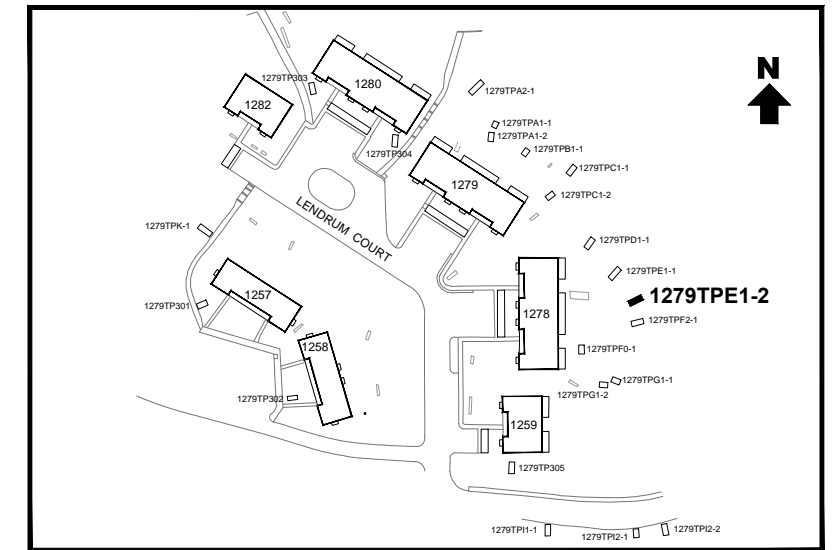 1279TP303
1280
1282
N
1279TPA2-1
1279TPA1-1
1279TPA1-2
1279TP304
1279TPB1-1
1279TPC1-1
1279
1279TPC1-2
LENDRUM COURT
1279TPK-1
1279TPD1-1
1279TPE1-1
1257
1279TPE1-2
1279TP301
1278
1279TPF2-1
1258
1279TPF0-1
1279TPG1-1
1279TPG1-2
1279TP302
1259
1279TP305
1279TPI1-1
1279TPI2-1
1279TPI2-2